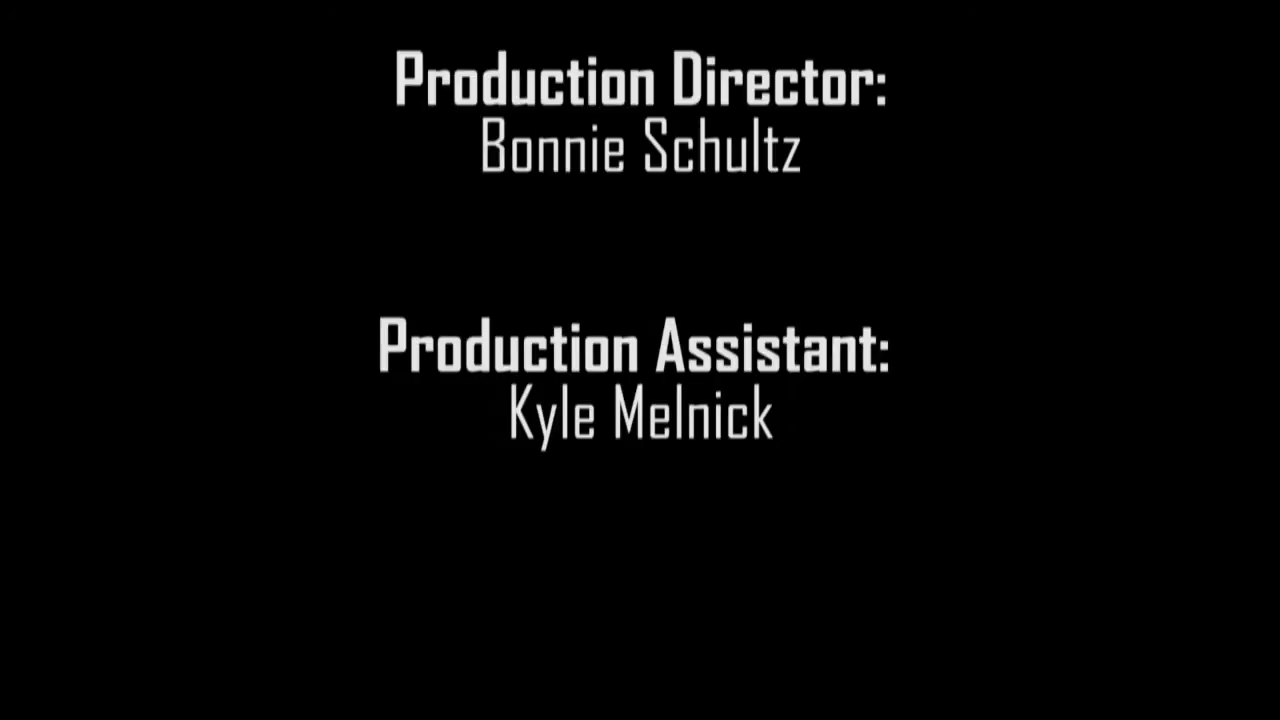 Production Director:
Bonnie Schultz
Production Assistant:
Kyle Melnick